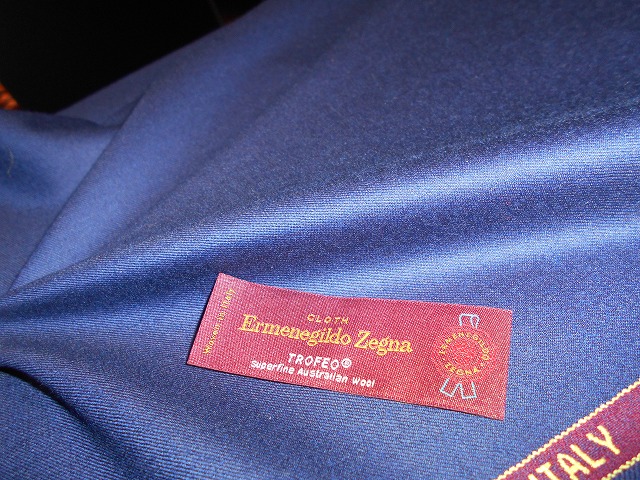 Woven in Italy
CLOTH
Ermenegildo Zegna
TROFEO®
Superfine Australian Wool
ERMENEGILDO
ZEGNA
ITALY